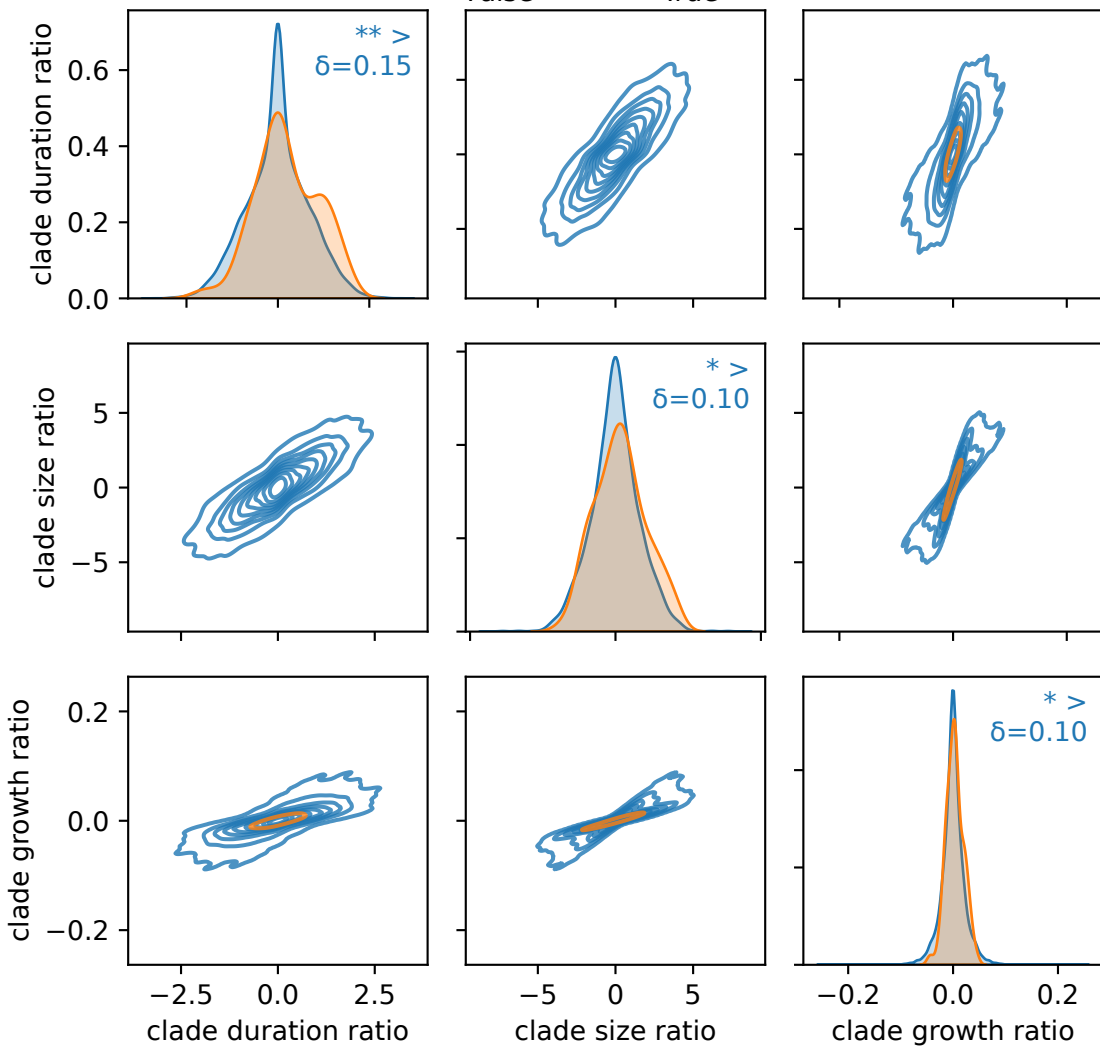 clade duration ratio
0.6
0.4
0.2
0.0
** >
δ=0.15
clade size ratio
5
0
−5
* >
δ=0.10
clade growth ratio
0.2
0.0
−0.2
* >
δ=0.10
−2.5 0.0 2.5
−5 0 5
−0.2 0.0 0.2
clade duration ratio
clade size ratio
clade growth ratio